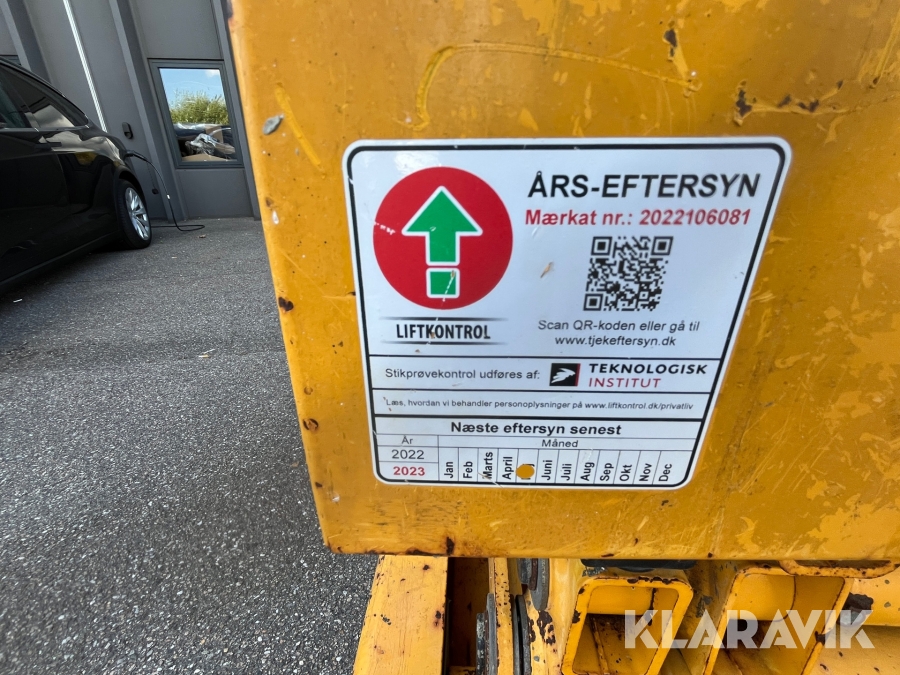 ÅRS-EFTERSYN
Mærkat nr.: 2022106081
LIFTKONTROL
Scan QR-koden eller gå til
www.tjekeftersyn.dk
Stikprøvekontrol udføres af: TEKNOLOGISK
INSTITUT
Læs, hvordan vi behandler personoplysninger på www.liftkontrol.dk/privatliv
Næste eftersyn senest
År Måned
2022
2023 Jan Feb Marts April Juni Juli Aug Sep Okt Nov Dec
KLARAVIK